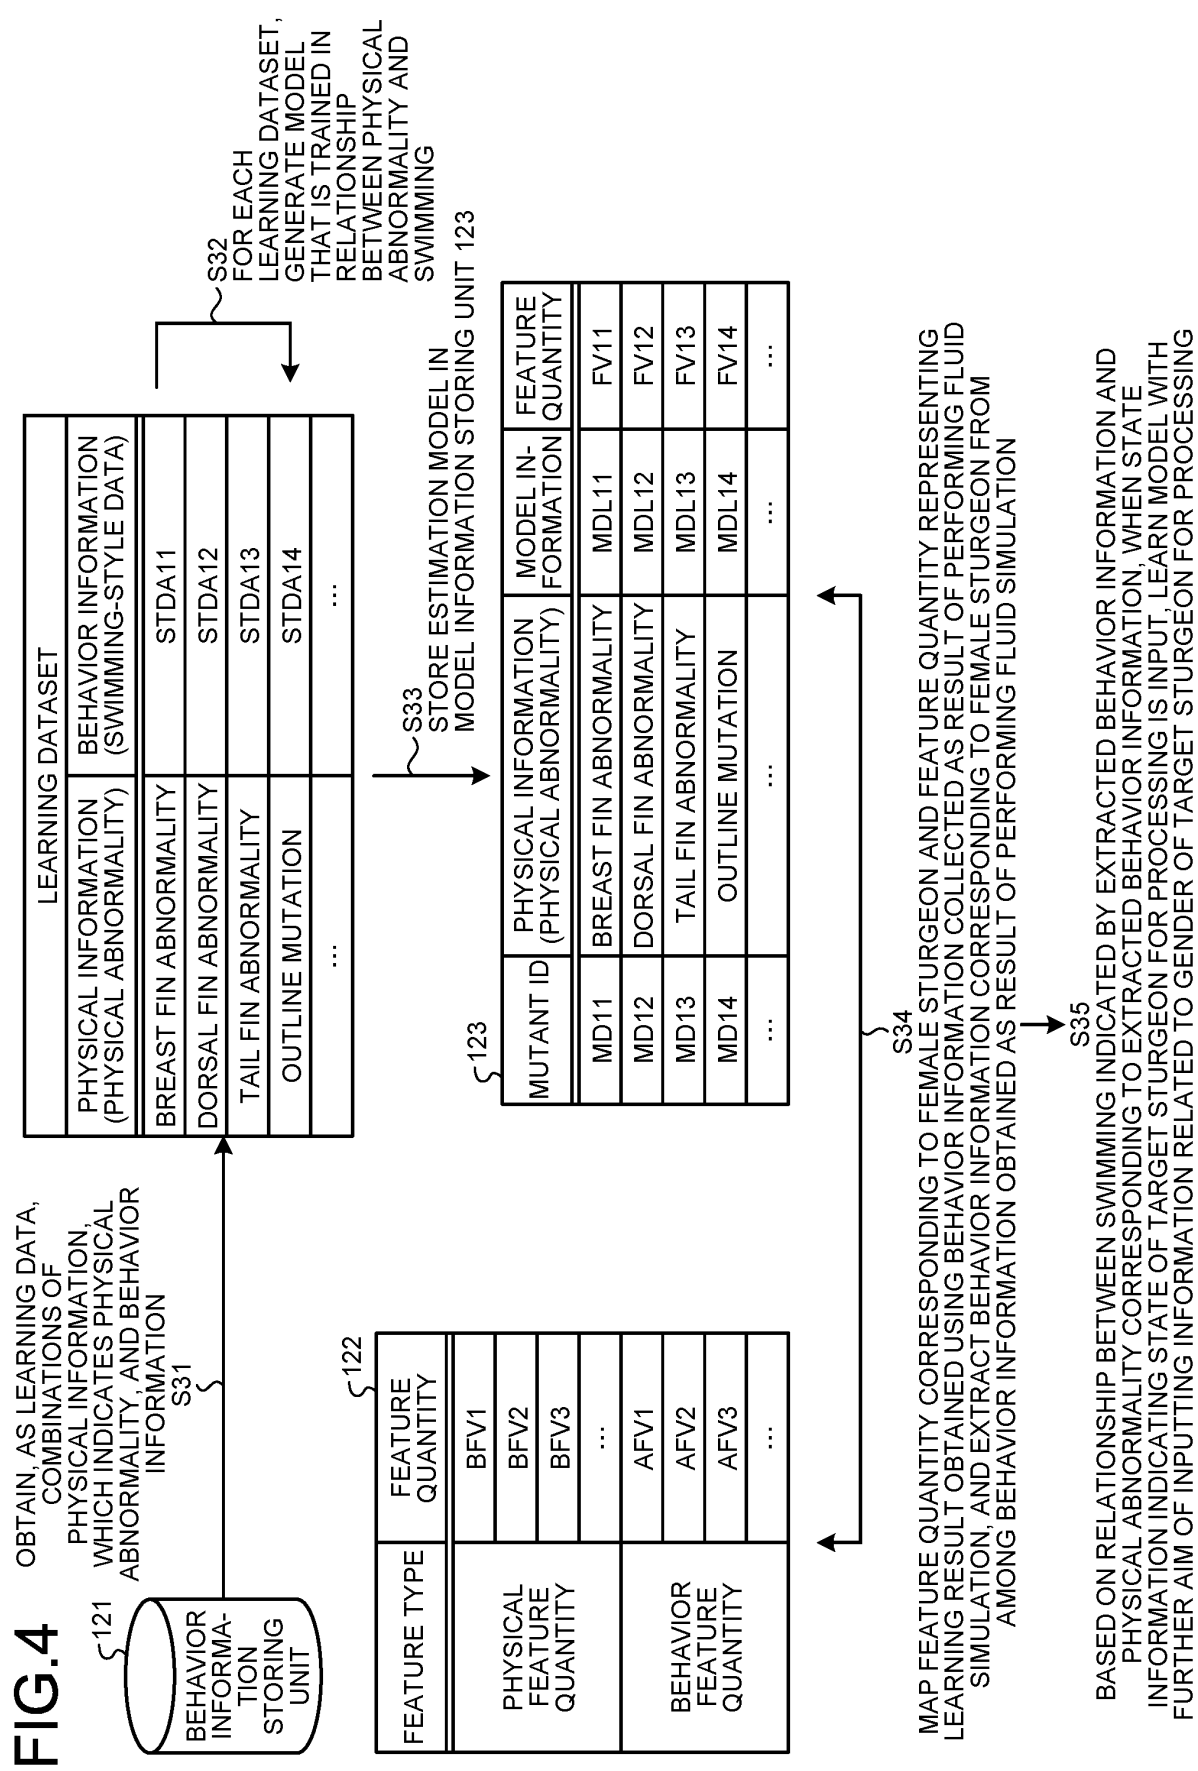 FIG.4
OBTAIN, AS LEARNING DATA,
COMBINATIONS OF
PHYSICAL INFORMATION,
WHICH INDICATES PHYSICAL
ABNORMALITY, AND BEHAVIOR
INFORMATION
S31
121
BEHAVIOR
INFORMA-
TION
STORING
UNIT
LEARNING DATASET
PHYSICAL INFORMATION
(PHYSICAL ABNORMALITY)
BEHAVIOR INFORMATION
(SWIMMING-STYLE DATA)
BREAST FIN ABNORMALITY
STDA11
DORSAL FIN ABNORMALITY
STDA12
TAIL FIN ABNORMALITY
STDA13
OUTLINE MUTATION
STDA14
...
...
S32
FOR EACH
LEARNING DATASET,
GENERATE MODEL
THAT IS TRAINED IN
RELATIONSHIP
BETWEEN PHYSICAL
ABNORMALITY AND
SWIMMING
S33
STORE ESTIMATION MODEL IN
MODEL INFORMATION STORING UNIT 123
122
FEATURE TYPE
FEATURE
QUANTITY
PHYSICAL
FEATURE
QUANTITY
BFV1
BFV2
BFV3
...
BEHAVIOR
FEATURE
QUANTITY
AFV1
AFV2
AFV3
...
123
MUTANT ID
PHYSICAL INFORMATION
(PHYSICAL ABNORMALITY)
MODEL IN-
FORMATION
FEATURE
QUANTITY
MD11
BREAST FIN ABNORMALITY
MDL11
FV11
MD12
DORSAL FIN ABNORMALITY
MDL12
FV12
MD13
TAIL FIN ABNORMALITY
MDL13
FV13
MD14
OUTLINE MUTATION
MDL14
FV14
...
...
...
...
S34
MAP FEATURE QUANTITY CORRESPONDING TO FEMALE STURGEON AND FEATURE QUANTITY REPRESENTING
LEARNING RESULT OBTAINED USING BEHAVIOR INFORMATION COLLECTED AS RESULT OF PERFORMING FLUID
SIMULATION, AND EXTRACT BEHAVIOR INFORMATION CORRESPONDING TO FEMALE STURGEON FROM
AMONG BEHAVIOR INFORMATION OBTAINED AS RESULT OF PERFORMING FLUID SIMULATION
S35
BASED ON RELATIONSHIP BETWEEN SWIMMING INDICATED BY EXTRACTED BEHAVIOR INFORMATION AND
PHYSICAL ABNORMALITY CORRESPONDING TO EXTRACTED BEHAVIOR INFORMATION, WHEN STATE
INFORMATION INDICATING STATE OF TARGET STURGEON FOR PROCESSING IS INPUT, LEARN MODEL WITH
FURTHER AIM OF INPUTTING INFORMATION RELATED TO GENDER OF TARGET STURGEON FOR PROCESSING